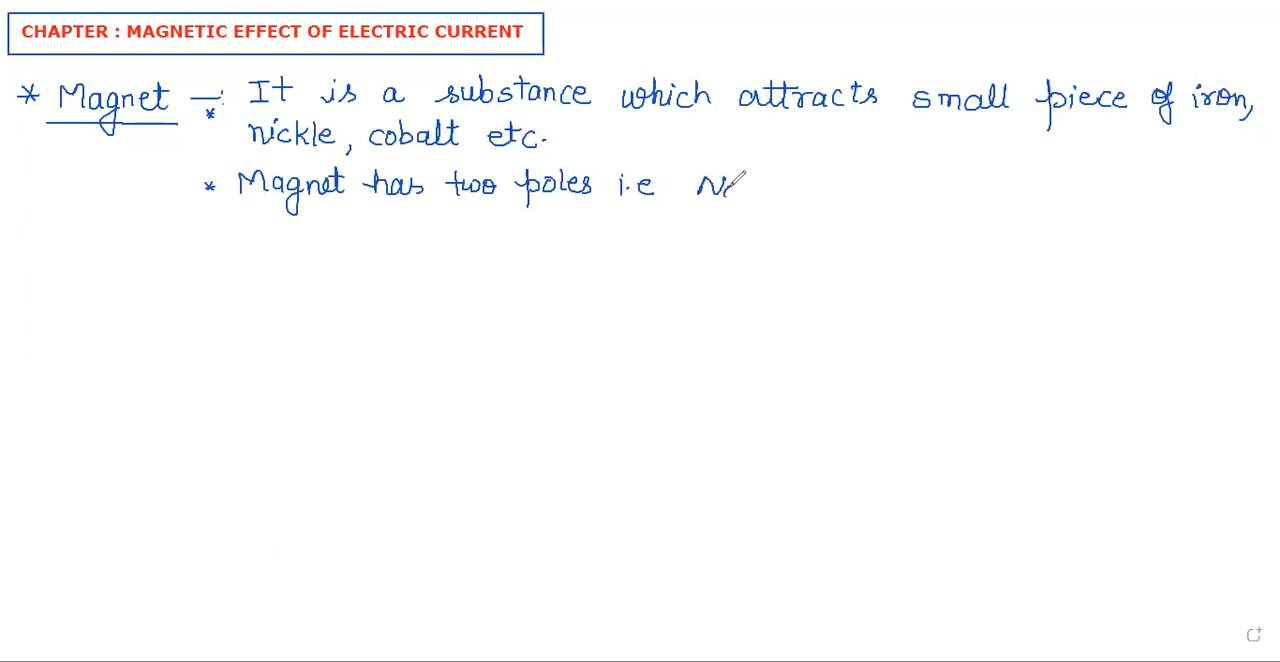 CHAPTER : MAGNETIC EFFECT OF ELECTRIC CURRENT
* Magnet —: * It is a substance which attracts small piece of iron,
nickle, cobalt etc.
* Magnet has two poles i.e No